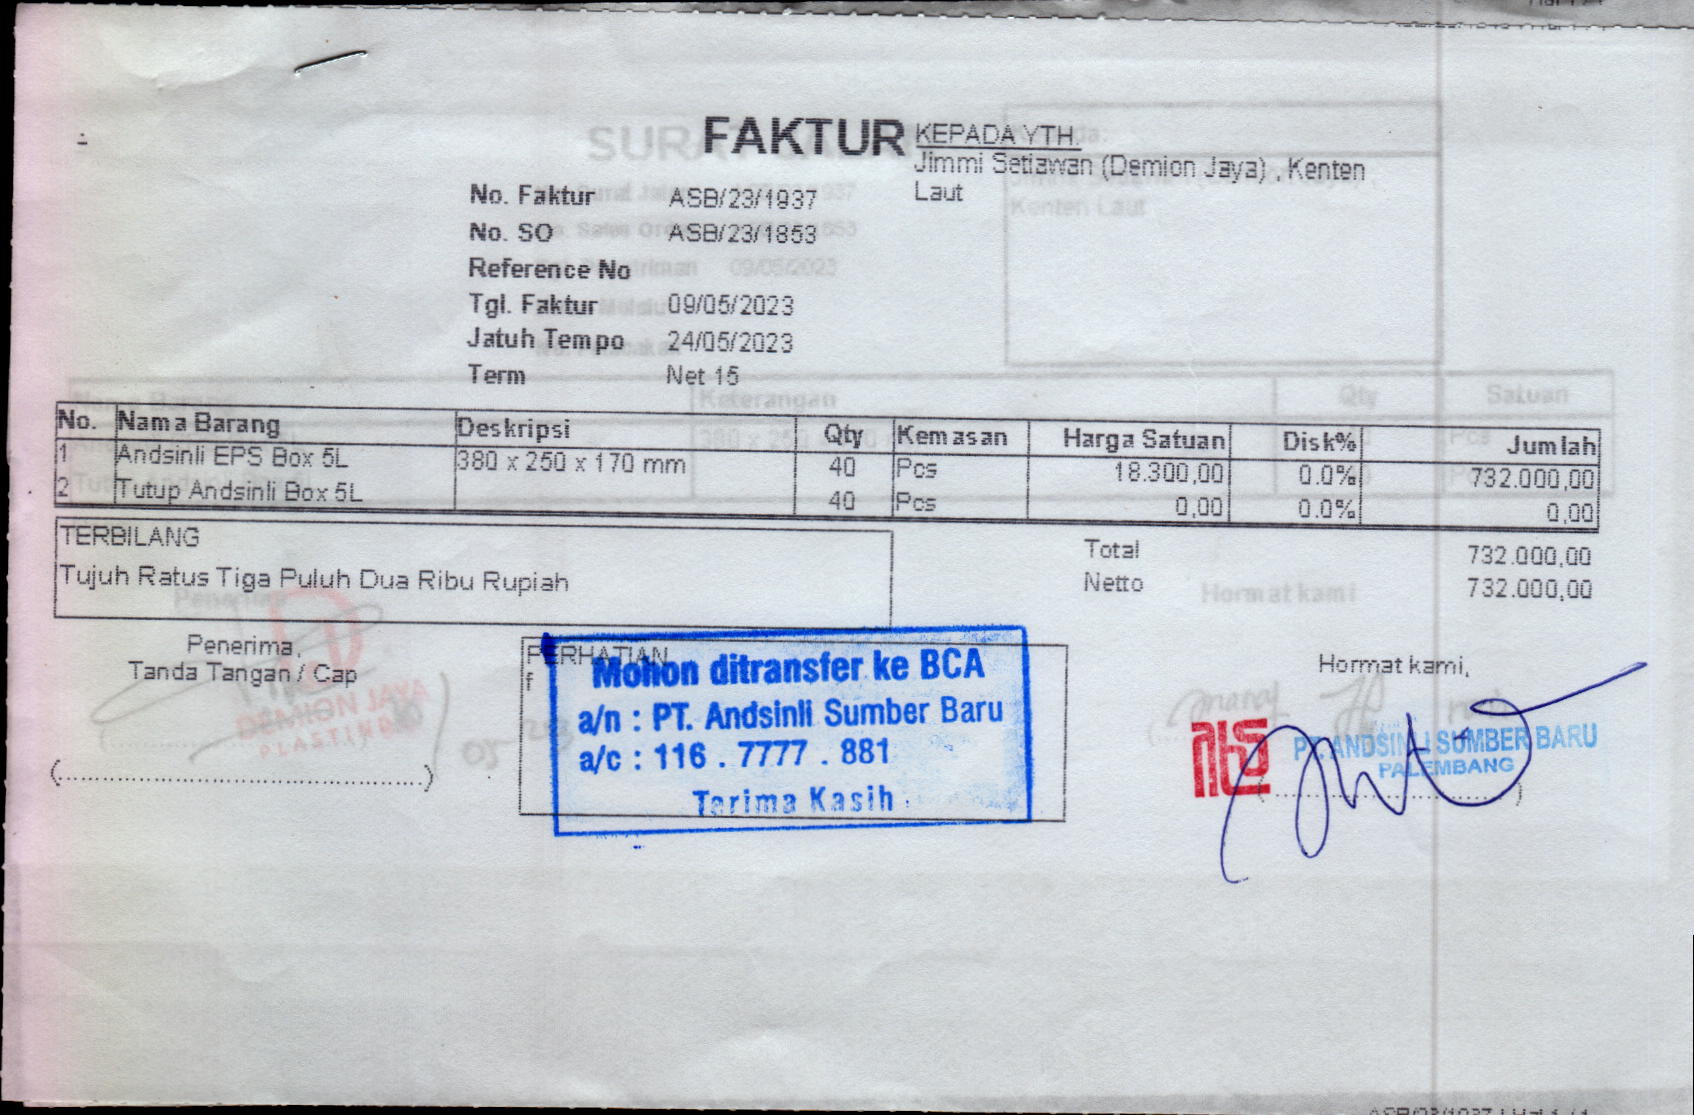 FAKTUR
KEPADA YTH.
Jimmi Setiawan (Demion Jaya) , Kenten
Laut
No. Faktur ASB/23/1937
No. SO ASB/23/1853
Reference No
Tgl. Faktur 09/05/2023
Jatuh Tempo 24/05/2023
Term Net 15
No. Nama Barang Deskripsi Qty Kemasan Harga Satuan Disk% Jumlah
1 Andsinli EPS Box 5L 380 x 250 x 170 mm 40 Pcs 18.300,00 0.0% 732.000,00
2 Tutup Andsinli Box 5L 40 Pcs 0,00 0.0% 0,00
TERBILANG
Tujuh Ratus Tiga Puluh Dua Ribu Rupiah
Total 732.000,00
Netto 732.000,00
Penerima,
Tanda Tangan / Cap
PERHATIAN
f
Mohon ditransfer ke BCA
a/n : PT. Andsinli Sumber Baru
a/c : 116 . 7777 . 881
Terima Kasih
Hormat kami,
PT. ANDSINLI SUMBER BARU
PALEMBANG
DEMION JAYA
PLASTIK